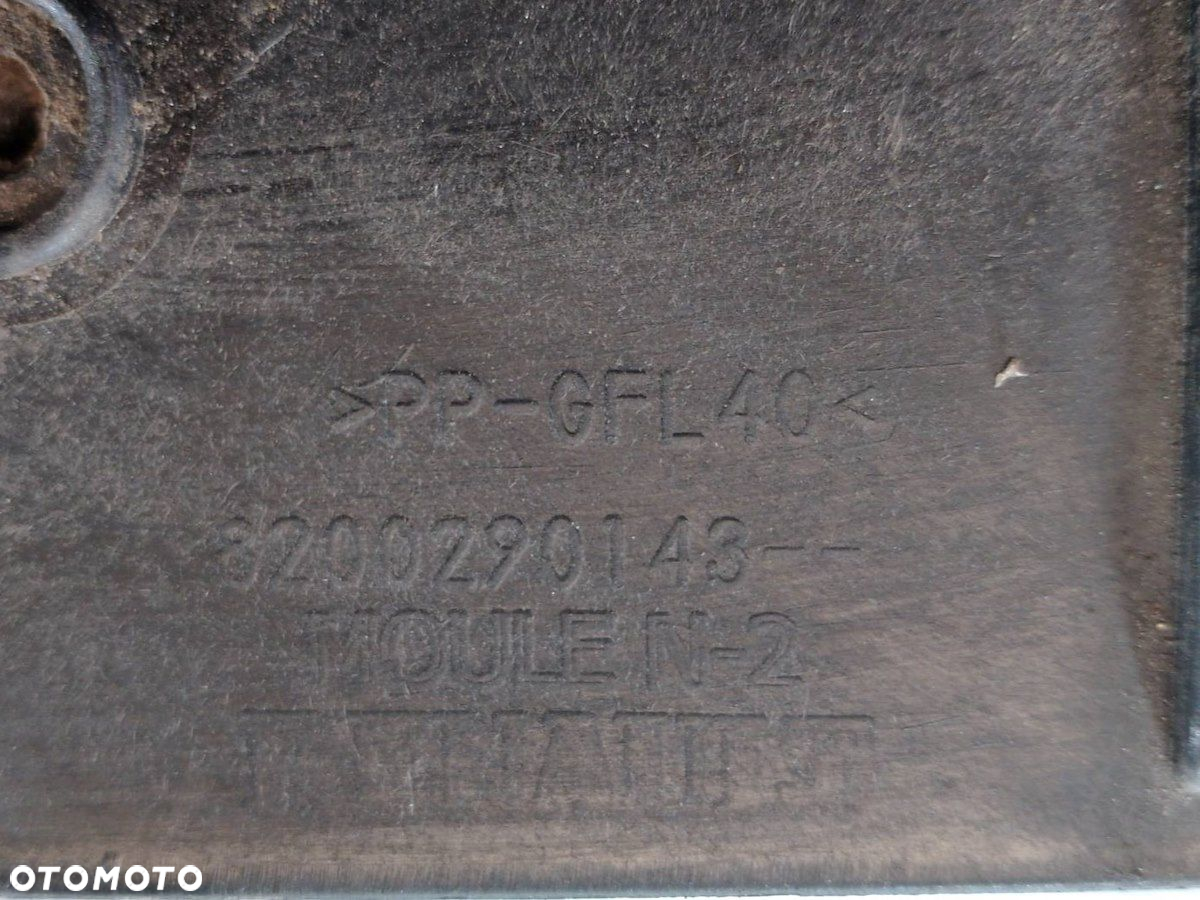 >PP-GFL40<
8200290143--
MOULE N-2
OTOMOTO